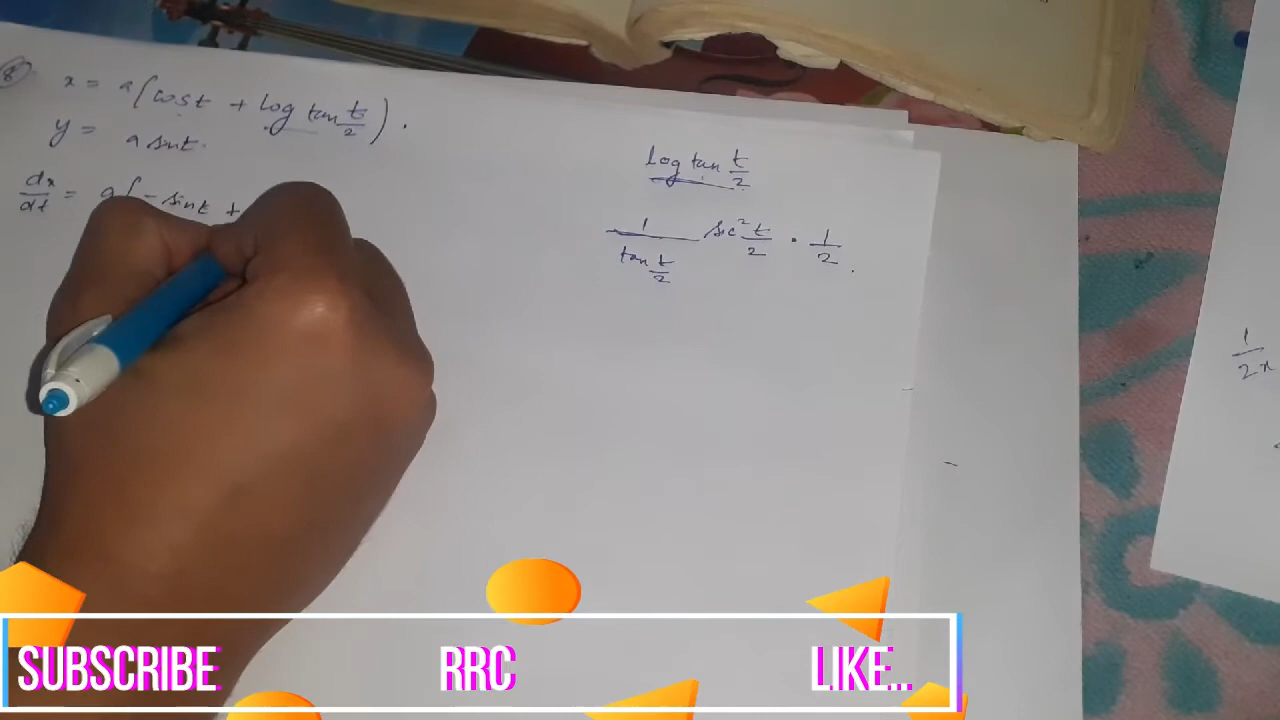 8
x = a(cost + log tan t/2).
y = a sint.
dx/dt = a(-sint +
log tan t/2
1/(tan t/2) sec² t/2 . 1/2.
1/2x
SUBSCRIBE RRC LIKE...